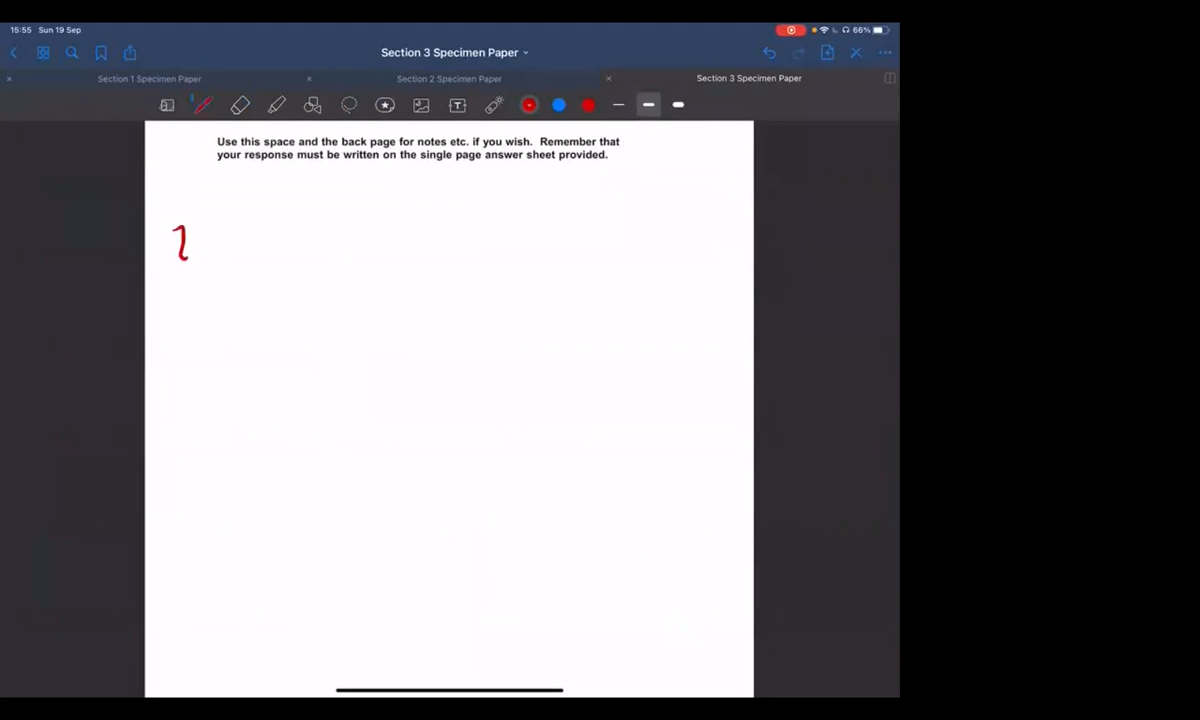 15:55 Sun 19 Sep
66%
Section 3 Specimen Paper
Section 1 Specimen Paper
Section 2 Specimen Paper
Section 3 Specimen Paper
Use this space and the back page for notes etc. if you wish. Remember that
your response must be written on the single page answer sheet provided.